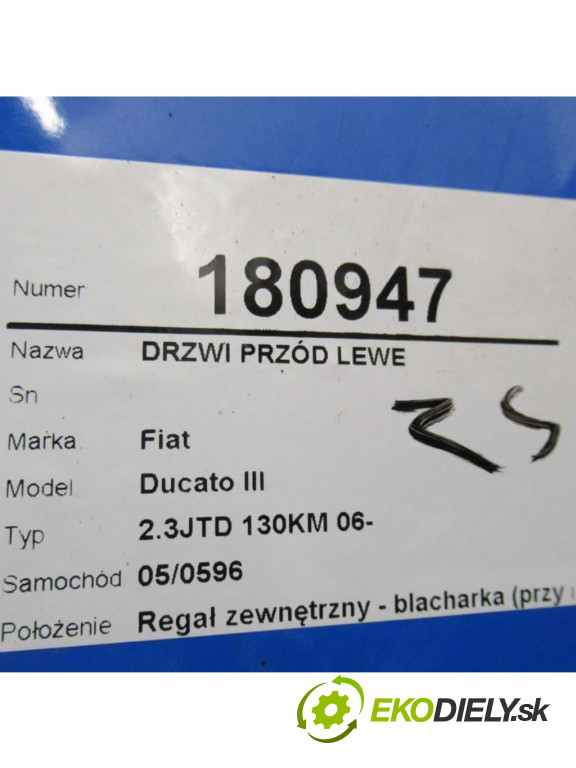 Numer 180947
Nazwa DRZWI PRZÓD LEWE
Sn
Marka Fiat
Model Ducato III
Typ 2.3JTD 130KM 06-
Samochód 05/0596
Położenie Regał zewnętrzny - blacharka (przy
EKODIELY.sk